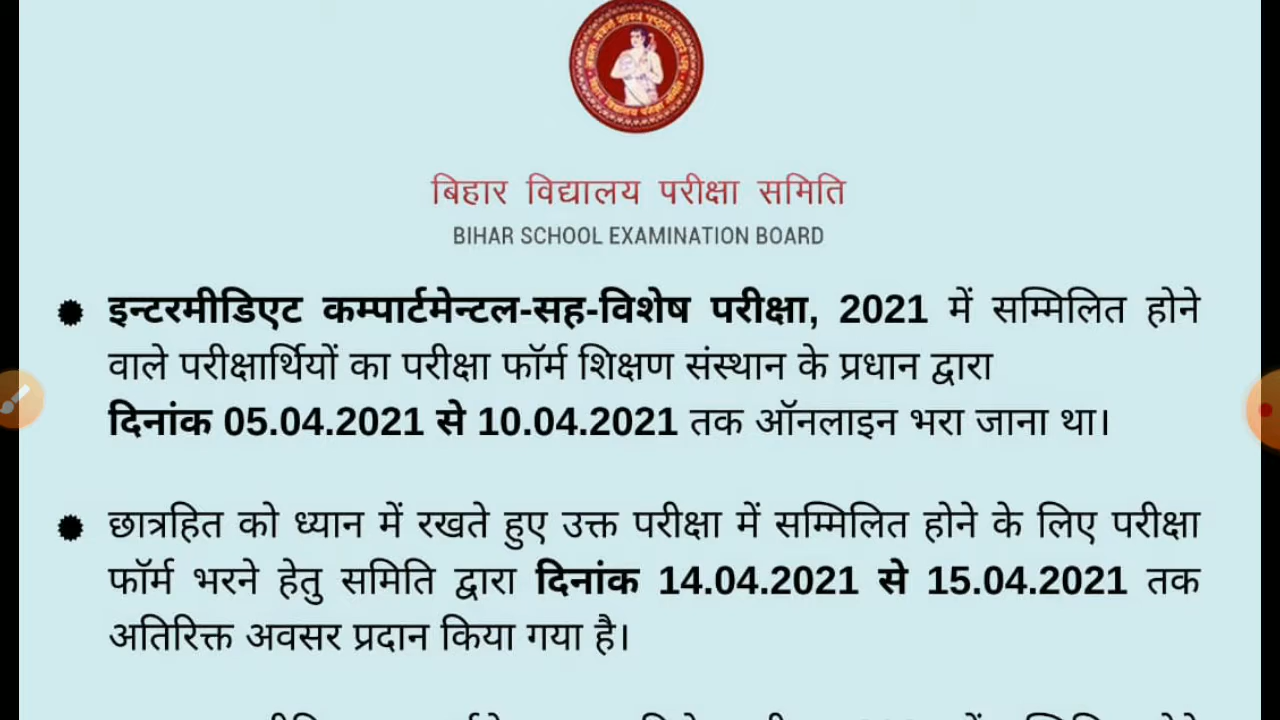 बिहार विद्यालय परीक्षा समिति
BIHAR SCHOOL EXAMINATION BOARD
इन्टरमीडिएट कम्पार्टमेन्टल-सह-विशेष परीक्षा, 2021 में सम्मिलित होने
वाले परीक्षार्थियों का परीक्षा फॉर्म शिक्षण संस्थान के प्रधान द्वारा
दिनांक 05.04.2021 से 10.04.2021 तक ऑनलाइन भरा जाना था।
छात्रहित को ध्यान में रखते हुए उक्त परीक्षा में सम्मिलित होने के लिए परीक्षा
फॉर्म भरने हेतु समिति द्वारा दिनांक 14.04.2021 से 15.04.2021 तक
अतिरिक्त अवसर प्रदान किया गया है।